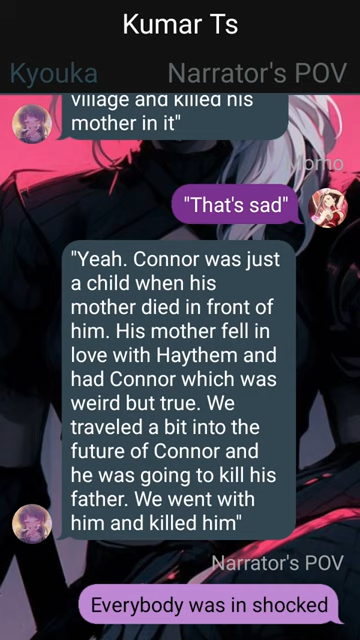 Kumar Ts
Kyouka
Narrator's POV
village and killed his
mother in it"
Momo
"That's sad"
"Yeah. Connor was just
a child when his
mother died in front of
him. His mother fell in
love with Haythem and
had Connor which was
weird but true. We
traveled a bit into the
future of Connor and
he was going to kill his
father. We went with
him and killed him"
Narrator's POV
Everybody was in shocked